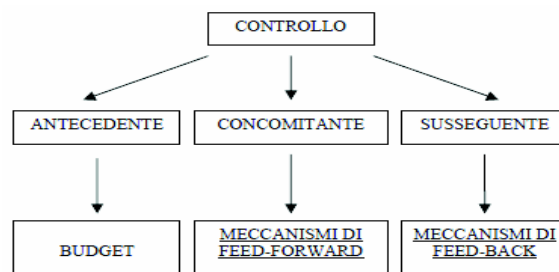 CONTROLLO
ANTECEDENTE
CONCOMITANTE
SUSSEGUENTE
BUDGET
MECCANISMI DI
FEED-FORWARD
MECCANISMI DI
FEED-BACK